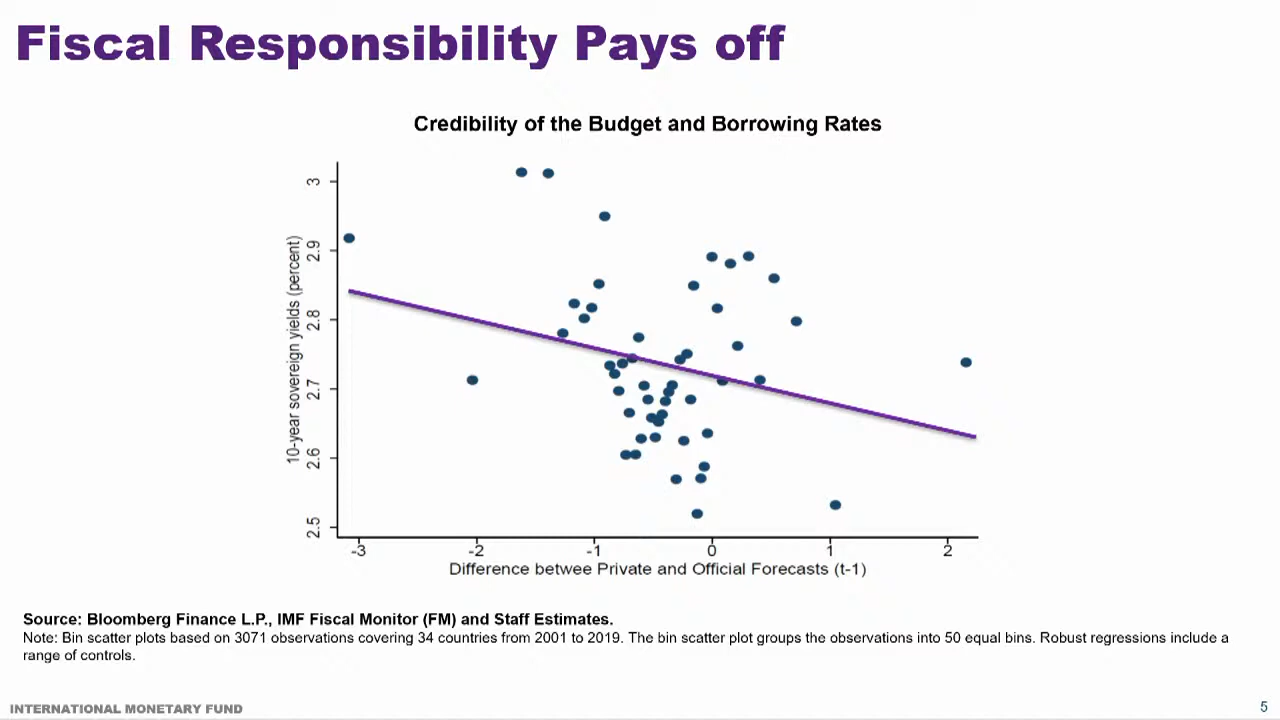 Fiscal Responsibility Pays off
Credibility of the Budget and Borrowing Rates
10-year sovereign yields (percent)
3
2.9
2.8
2.7
2.6
2.5
-3
-2
-1
0
1
2
Difference betwee Private and Official Forecasts (t-1)
Source: Bloomberg Finance L.P., IMF Fiscal Monitor (FM) and Staff Estimates.
Note: Bin scatter plots based on 3071 observations covering 34 countries from 2001 to 2019. The bin scatter plot groups the observations into 50 equal bins. Robust regressions include a
range of controls.
INTERNATIONAL MONETARY FUND
5